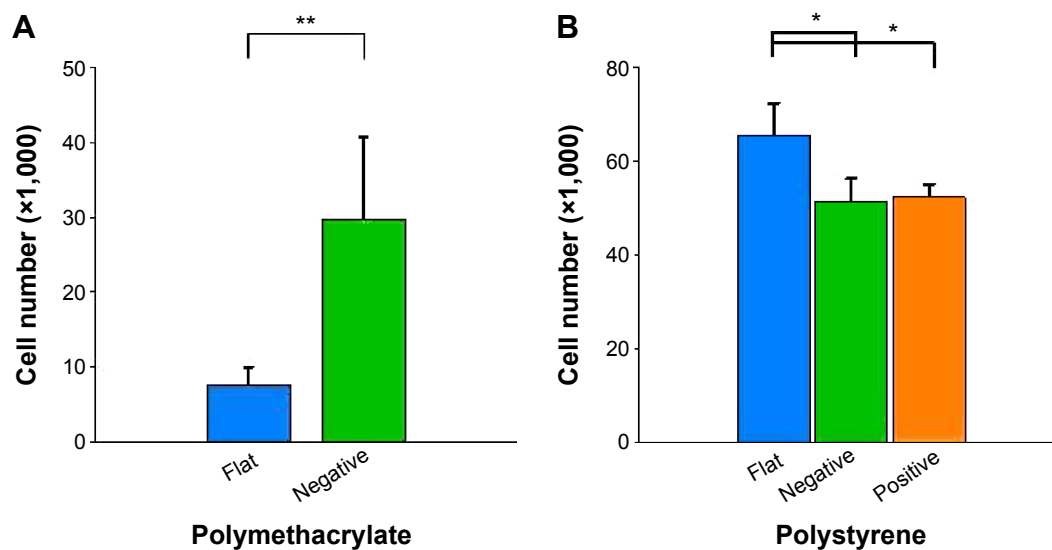 A
**
50
40
30
20
10
0
Cell number (×1,000)
Flat
Negative
Polymethacrylate
B
*
*
80
60
40
20
0
Cell number (×1,000)
Flat
Negative
Positive
Polystyrene